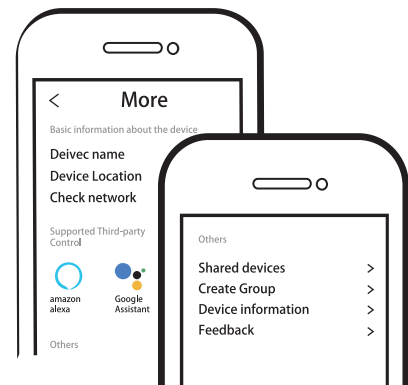 More
Basic information about the device
Deivec name
Device Location
Check network
Supported Third-party
Control
amazon
alexa
Google
Assistant
Others
Others
Shared devices
Create Group
Device information
Feedback